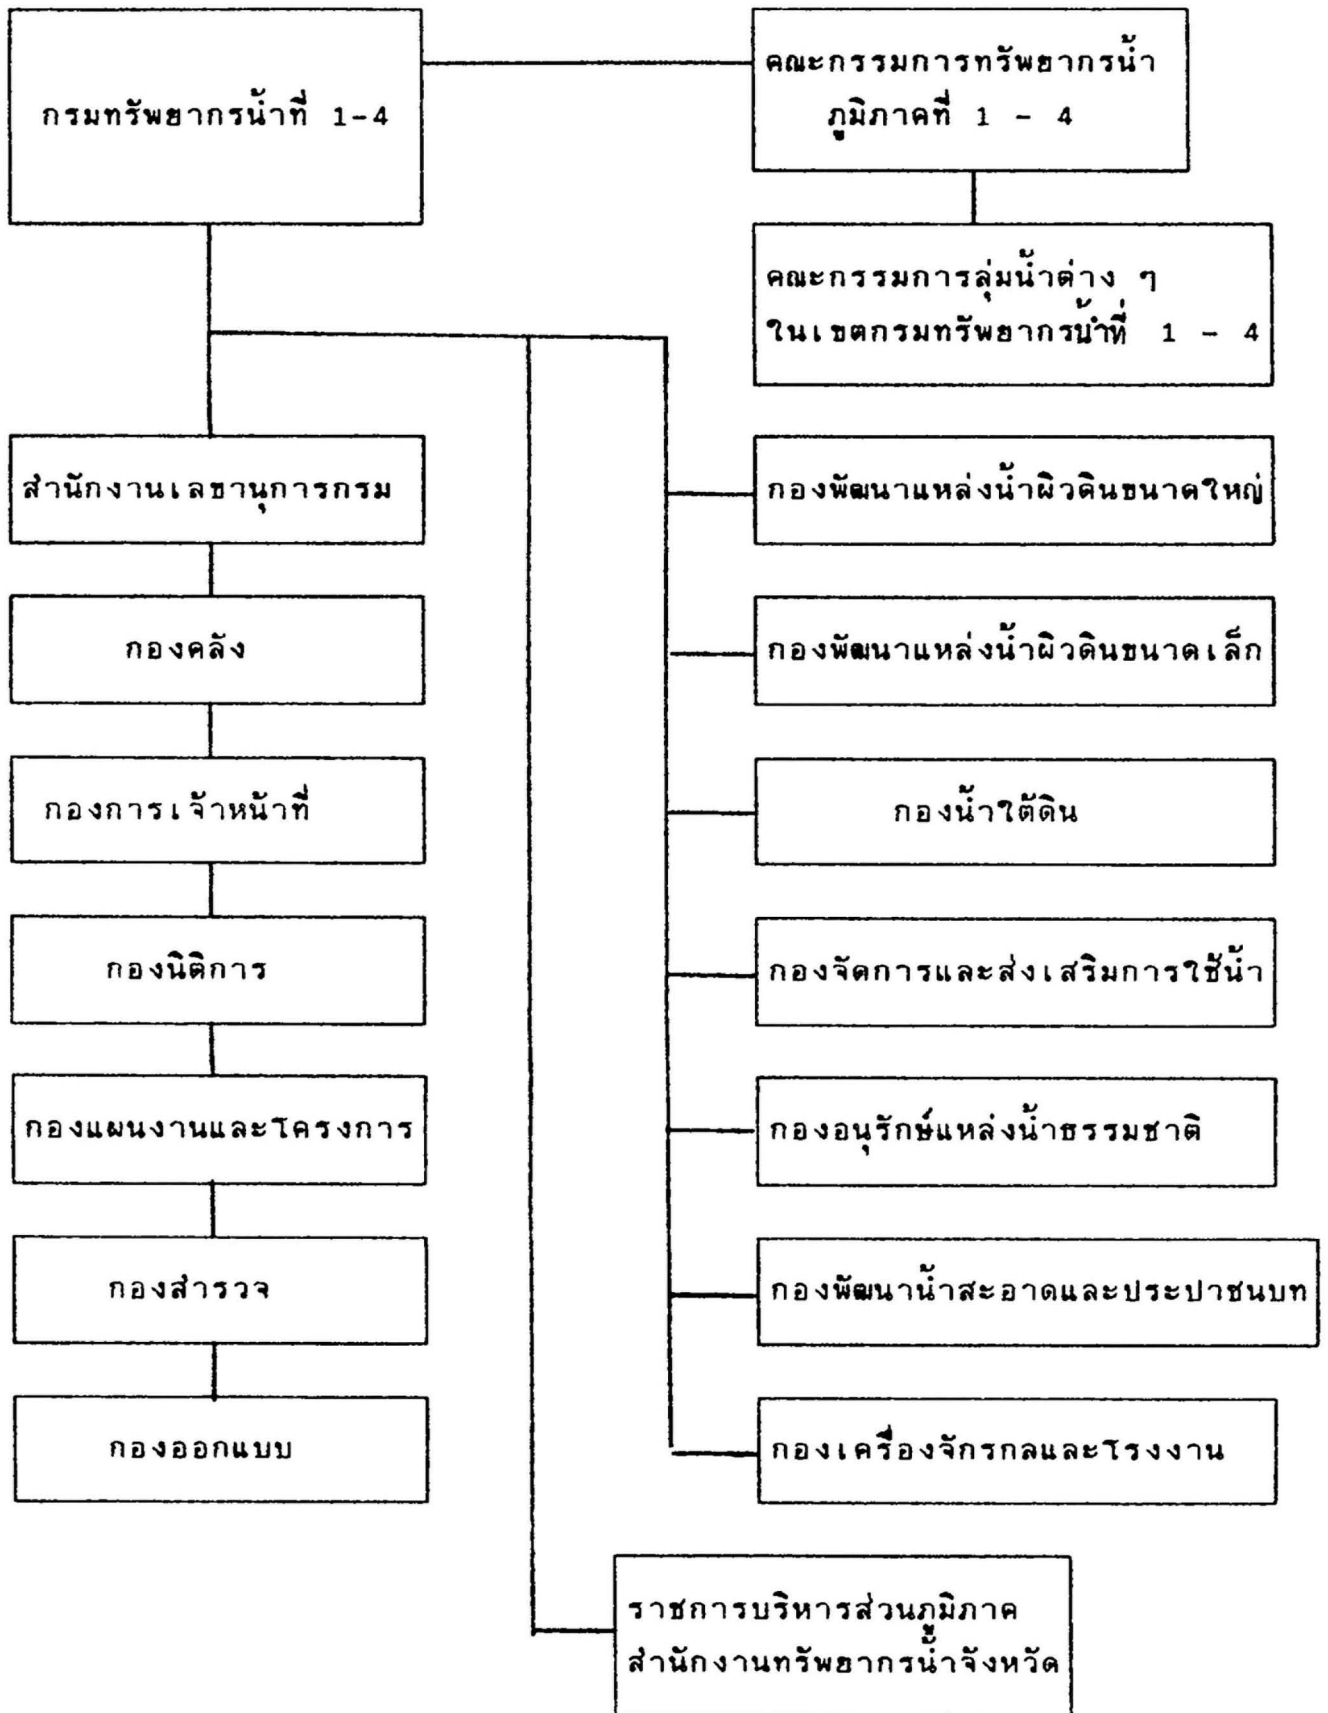 กรมทรัพยากรน้ำที่ 1-4
คณะกรรมการทรัพยากรน้ำ
ภูมิภาคที่ 1 - 4
คณะกรรมการลุ่มน้ำต่าง ๆ
ในเขตกรมทรัพยากรน้ำที่ 1 - 4
สำนักงานเลขานุการกรม
กองคลัง
กองการเจ้าหน้าที่
กองนิติการ
กองแผนงานและโครงการ
กองสำรวจ
กองออกแบบ
กองพัฒนาแหล่งน้ำผิวดินขนาดใหญ่
กองพัฒนาแหล่งน้ำผิวดินขนาดเล็ก
กองน้ำใต้ดิน
กองจัดการและส่งเสริมการใช้น้ำ
กองอนุรักษ์แหล่งน้ำธรรมชาติ
กองพัฒนาน้ำสะอาดและประปาชนบท
กองเครื่องจักรกลและโรงงาน
ราชการบริหารส่วนภูมิภาค
สำนักงานทรัพยากรน้ำจังหวัด